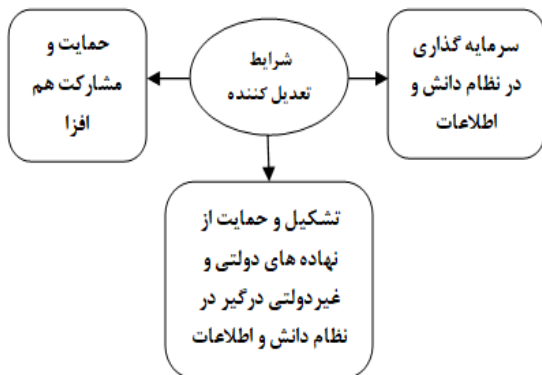 سرمایه گذاری
در نظام دانش و
اطلاعات
شرایط
تعدیل کننده
حمایت و
مشارکت هم
افزا
تشکیل و حمایت از
نهاده های دولتی و
غیردولتی درگیر در
نظام دانش و اطلاعات